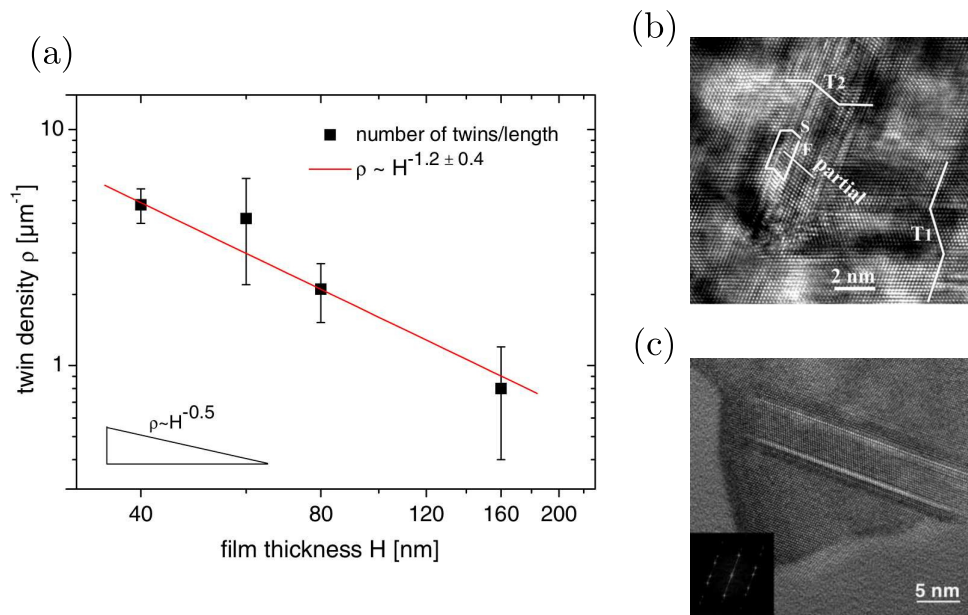 (a)
10
1
twin density ρ [µm⁻¹]
number of twins/length
ρ ~ H^-1.2 ± 0.4
ρ~H^-0.5
40
80
120
160
200
film thickness H [nm]
(b)
T2
S
F
partial
T1
2 nm
(c)
5 nm